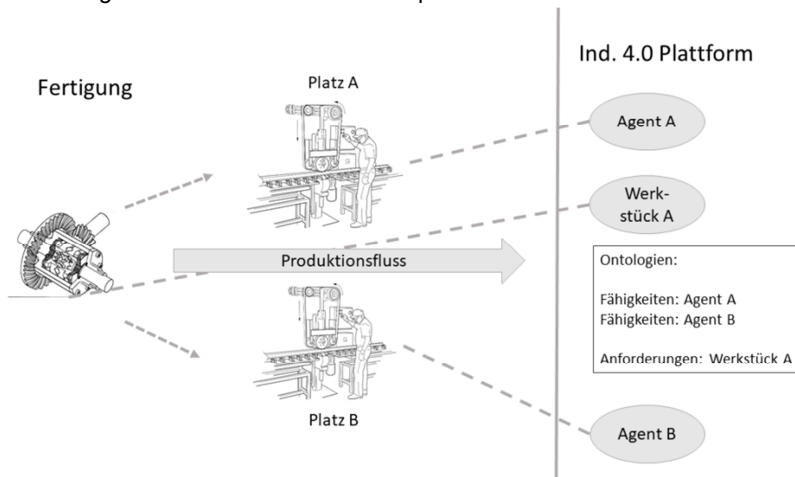 Ind. 4.0 Plattform
Fertigung
Platz A
Agent A
Werk-
stück A
Produktionsfluss
Ontologien:
Fähigkeiten: Agent A
Fähigkeiten: Agent B
Anforderungen: Werkstück A
Platz B
Agent B